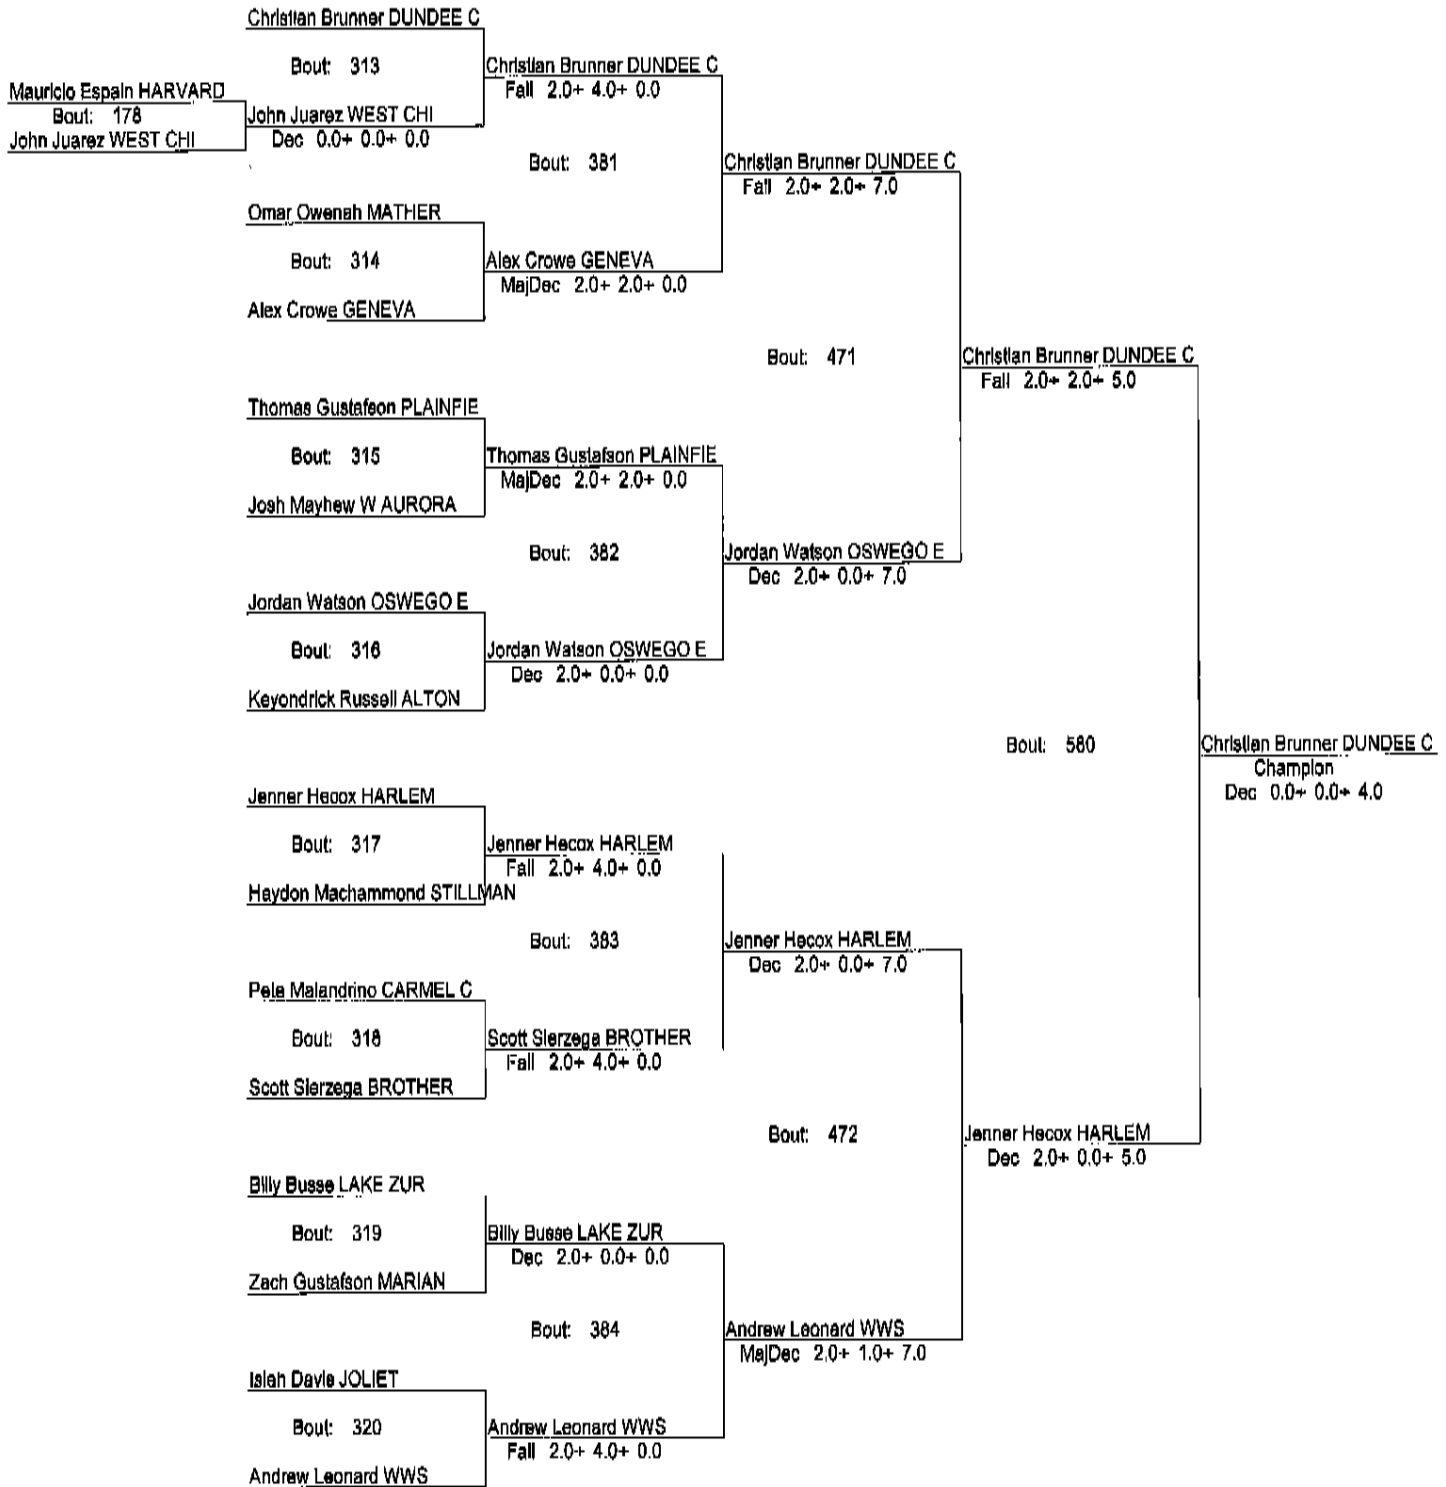 Christian Brunner DUNDEE C
Bout: 313
Christian Brunner DUNDEE C
Fall 2.0+ 4.0+ 0.0
Mauricio Espain HARVARD
Bout: 178
John Juarez WEST CHI
John Juarez WEST CHI
Dec 0.0+ 0.0+ 0.0
Bout: 381
Christian Brunner DUNDEE C
Fall 2.0+ 2.0+ 7.0
Omar Owenah MATHER
Bout: 314
Alex Crowe GENEVA
MajDec 2.0+ 2.0+ 0.0
Alex Crowe GENEVA
Bout: 471
Christian Brunner DUNDEE C
Fall 2.0+ 2.0+ 5.0
Thomas Gustafson PLAINFIE
Bout: 315
Thomas Gustafson PLAINFIE
MajDec 2.0+ 2.0+ 0.0
Josh Mayhew W AURORA
Bout: 382
Jordan Watson OSWEGO E
Dec 2.0+ 0.0+ 7.0
Jordan Watson OSWEGO E
Bout: 316
Jordan Watson OSWEGO E
Dec 2.0+ 0.0+ 0.0
Keyondrick Russell ALTON
Bout: 580
Christian Brunner DUNDEE C
Champion
Dec 0.0+ 0.0+ 4.0
Jenner Hecox HARLEM
Bout: 317
Jenner Hecox HARLEM
Fall 2.0+ 4.0+ 0.0
Haydon Machammond STILLMAN
Bout: 383
Jenner Hecox HARLEM
Dec 2.0+ 0.0+ 7.0
Pete Malandrino CARMEL C
Bout: 318
Scott Sierzega BROTHER
Fall 2.0+ 4.0+ 0.0
Scott Sierzega BROTHER
Bout: 472
Jenner Hecox HARLEM
Dec 2.0+ 0.0+ 5.0
Billy Busse LAKE ZUR
Bout: 319
Billy Busse LAKE ZUR
Dec 2.0+ 0.0+ 0.0
Zach Gustafson MARIAN
Bout: 384
Andrew Leonard WWS
MajDec 2.0+ 1.0+ 7.0
Isiah Davis JOLIET
Bout: 320
Andrew Leonard WWS
Fall 2.0+ 4.0+ 0.0
Andrew Leonard WWS